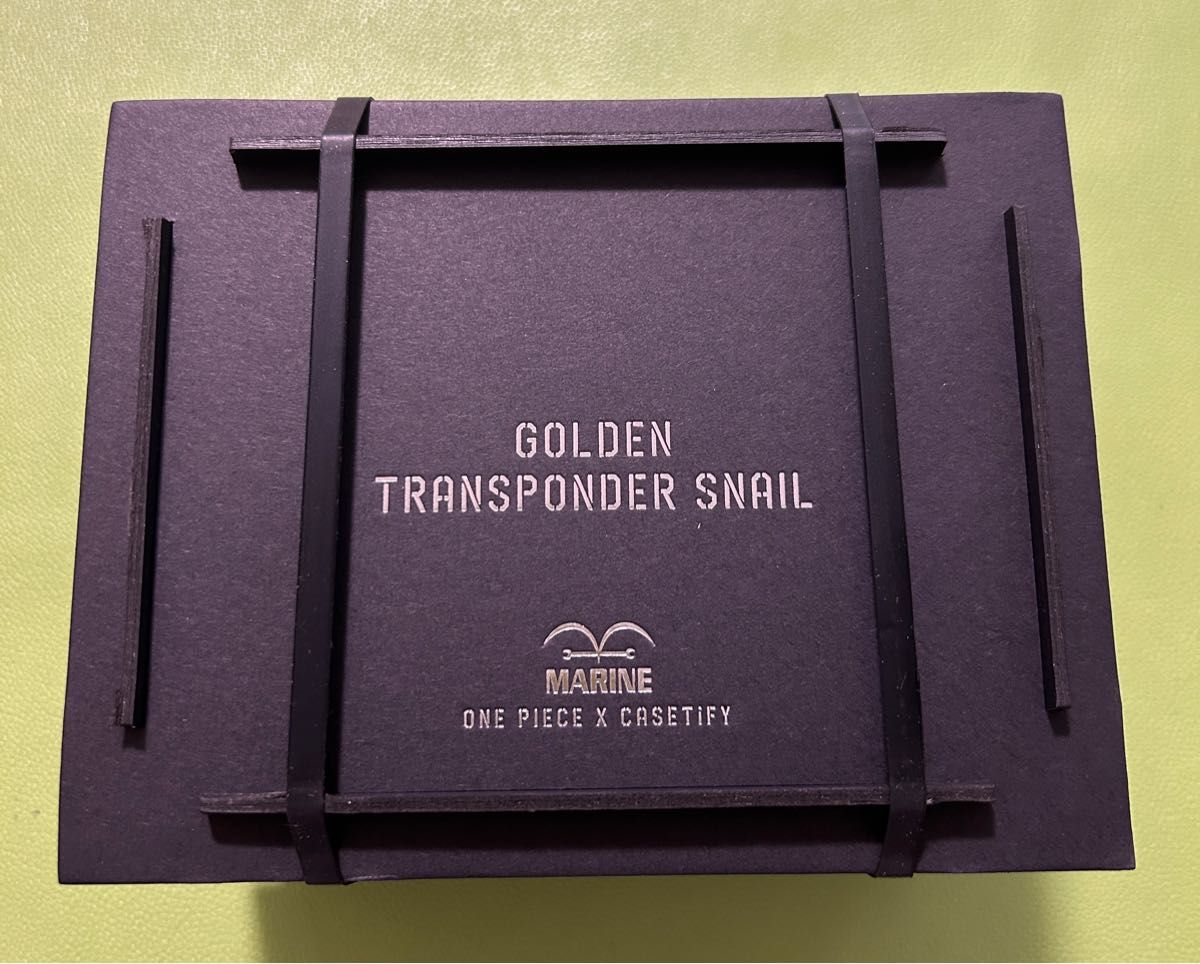 GOLDEN
TRANSPONDER SNAIL
MARINE
ONE PIECE X CASETiFY